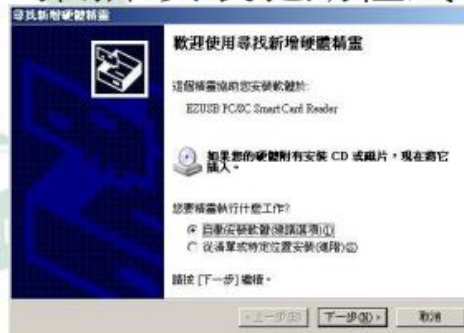 尋找新增硬體精靈
歡迎使用尋找新增硬體精靈
這個精靈協助您安裝軟體於:
EZUSB PC/SC Smart Card Reader
如果您的硬體附有安裝 CD 或磁片，現在將它
插入。
您要精靈執行什麼工作?
自動安裝軟體(建議選項)(I)
從清單或特定位置安裝(進階)(S)
請按 [下一步] 繼續。
< 上一步(B)
下一步(N) >
取消